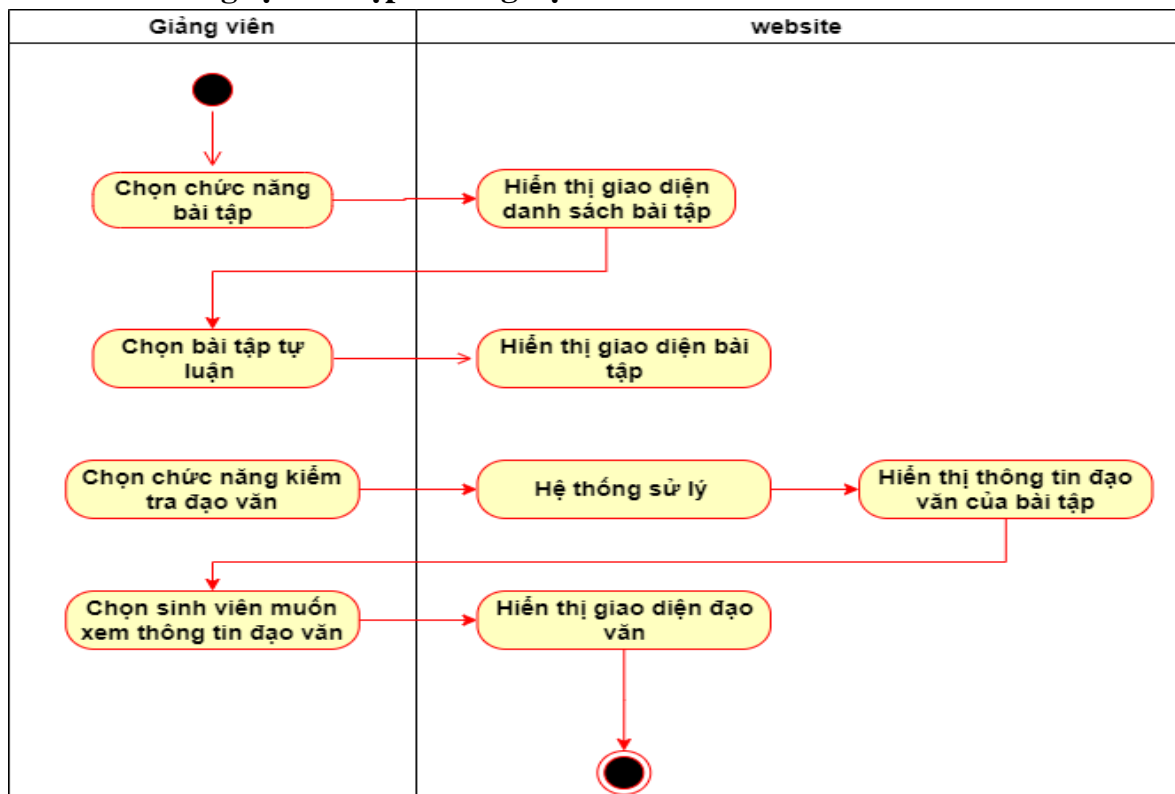 Giảng viên
website
Chọn chức năng
bài tập
Hiển thị giao diện
danh sách bài tập
Chọn bài tập tự
luận
Hiển thị giao diện bài
tập
Chọn chức năng kiểm
tra đạo văn
Hệ thống sử lý
Hiển thị thông tin đạo
văn của bài tập
Chọn sinh viên muốn
xem thông tin đạo văn
Hiển thị giao diện đạo
văn